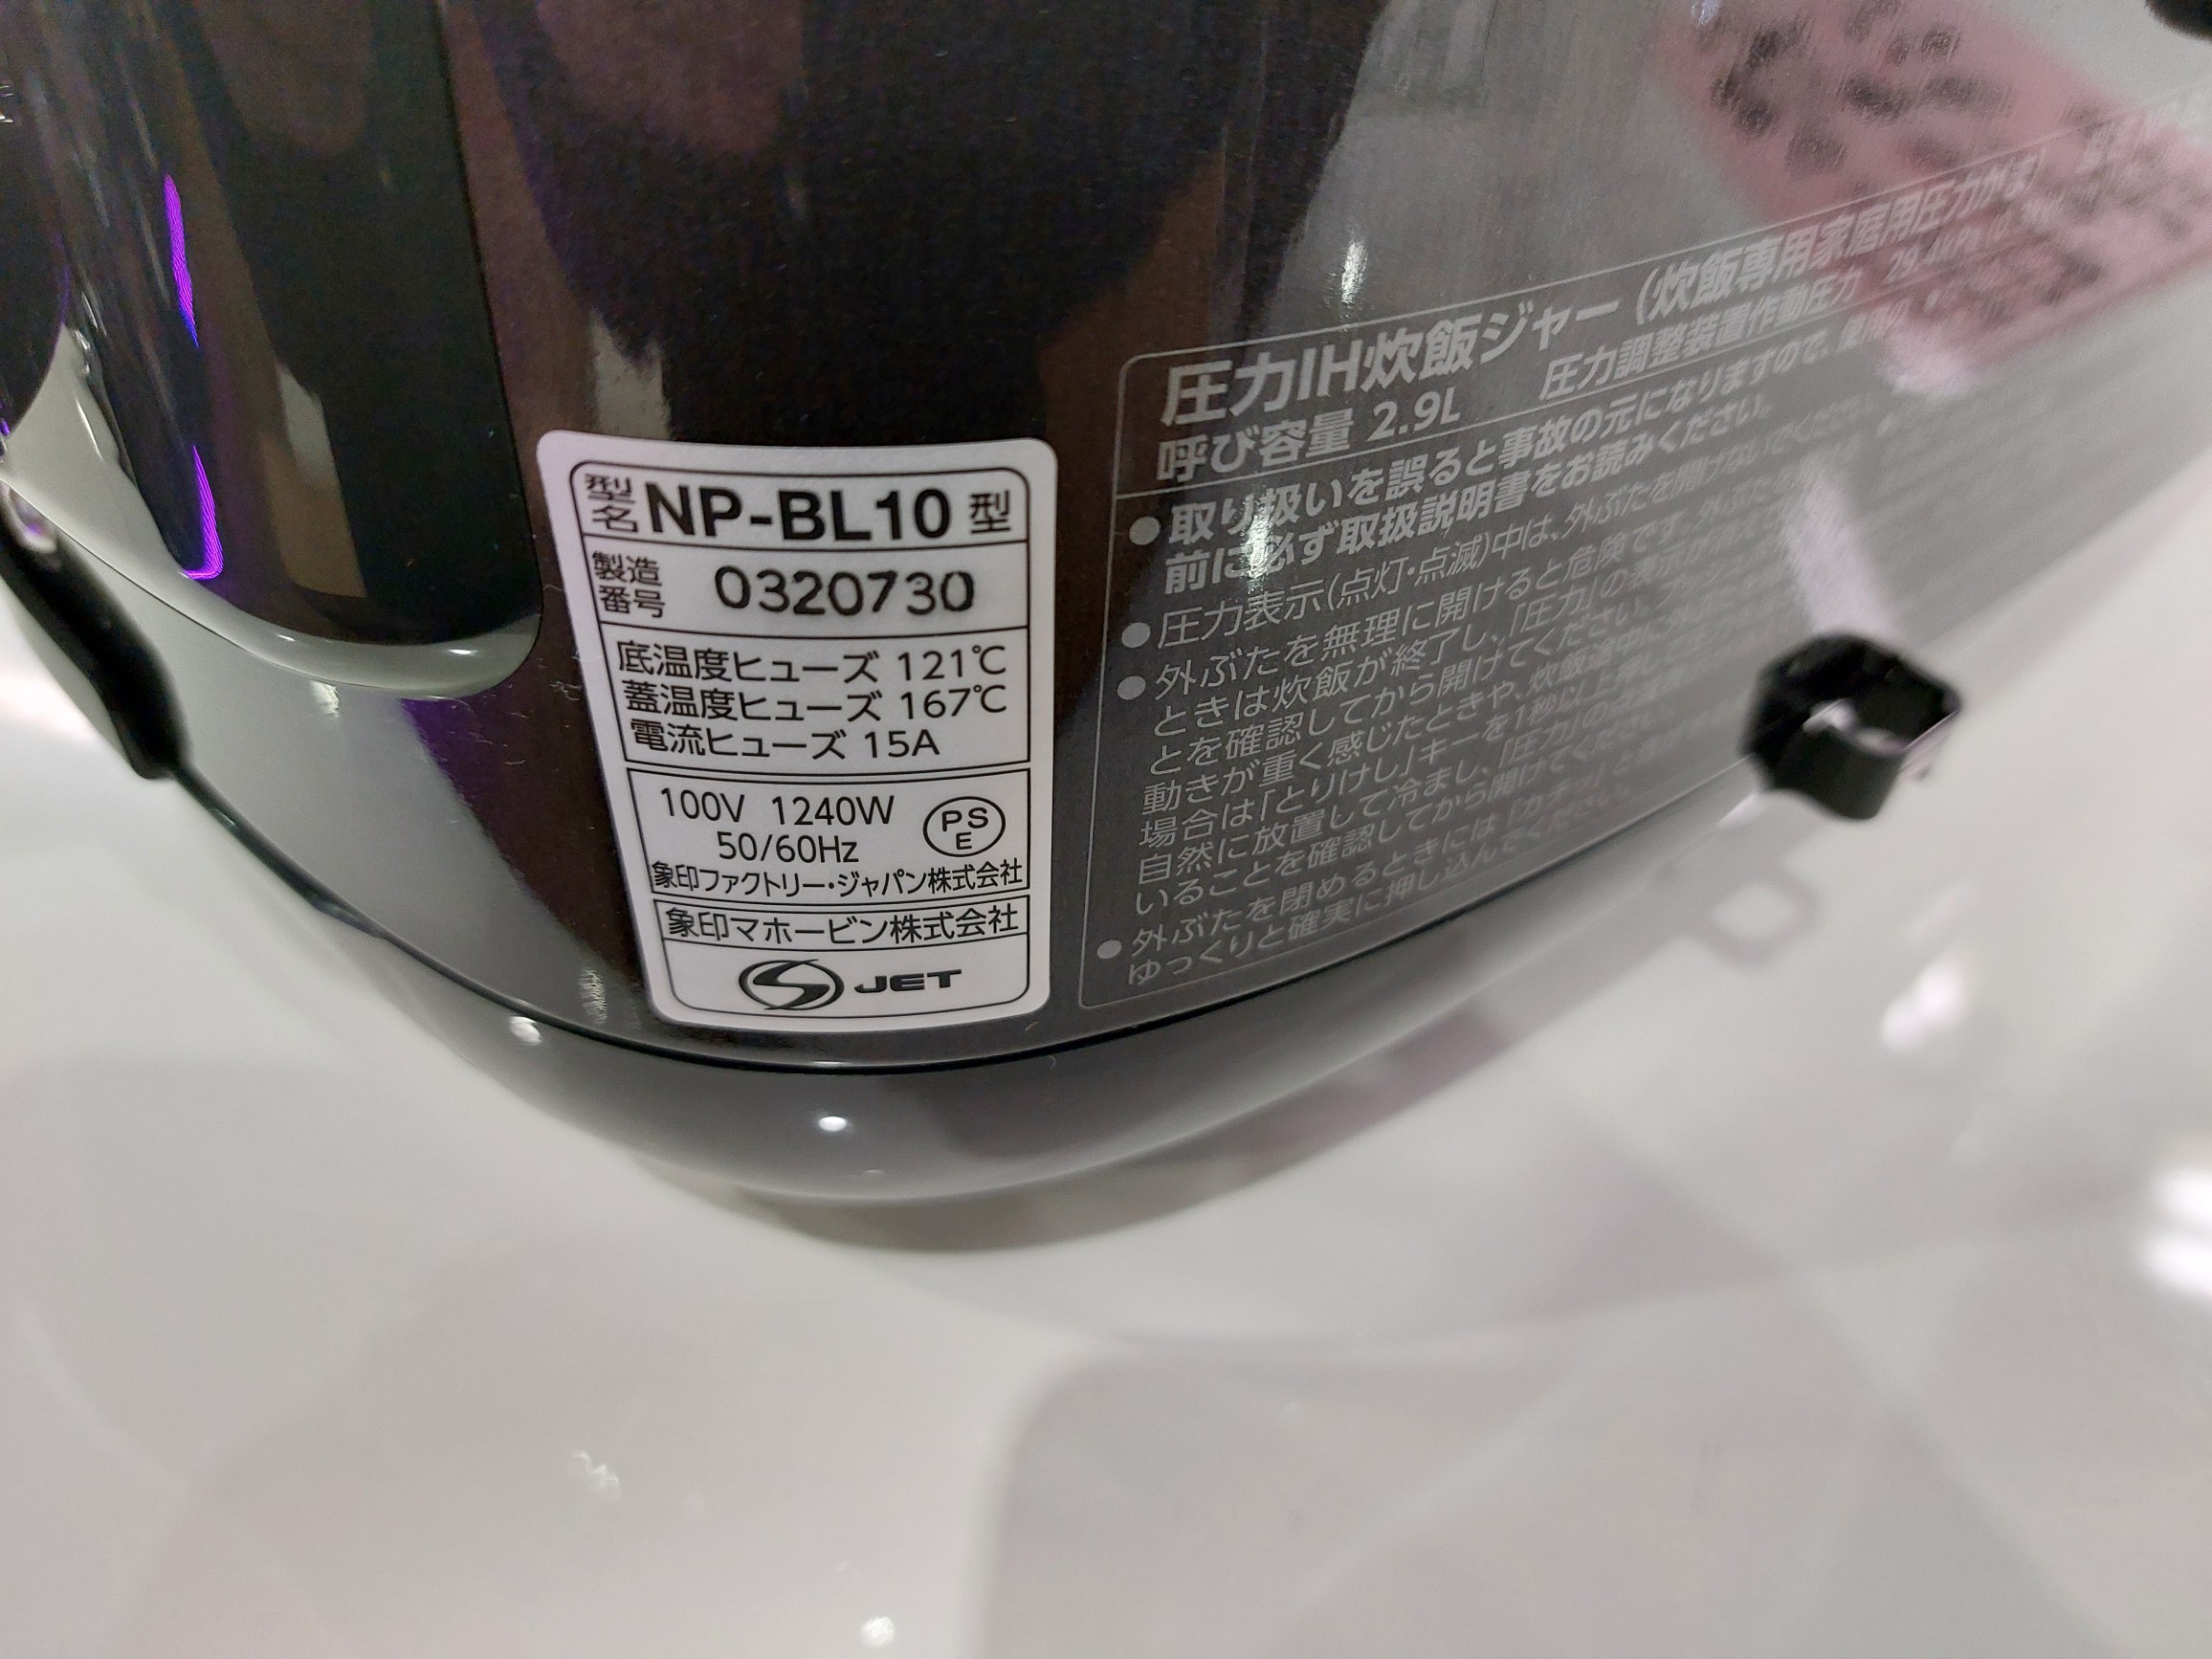 型名 NP-BL10 型
製造番号 0320730
底温度ヒューズ 121℃
蓋温度ヒューズ 167℃
電流ヒューズ 15A
100V 1240W
50/60Hz
PSE
象印ファクトリー・ジャパン株式会社
象印マホービン株式会社
JET
圧力IH炊飯ジャー(炊飯専用家庭用圧力がま)
呼び容量 2.9L 圧力調整装置作動圧力 29.4kPa
●取り扱いを誤ると事故の元になりますので、使用
前に必ず取扱説明書をお読みください。
●圧力表示(点灯・点滅)中は、外ぶたを開けないでください。
●外ぶたを無理に開けると危険です。外ぶた
ときは炊飯が終了し、「圧力」の表示が
とを確認してから開けてください。
動きが重く感じたときや、炊飯途中に外
場合は「とりけし」キーを1秒以上押し
自然に放置して冷まし、「圧力」の
いることを確認してから開けてください。
●外ぶたを閉めるときには「カチッ」と
ゆっくりと確実に押し込んでください。